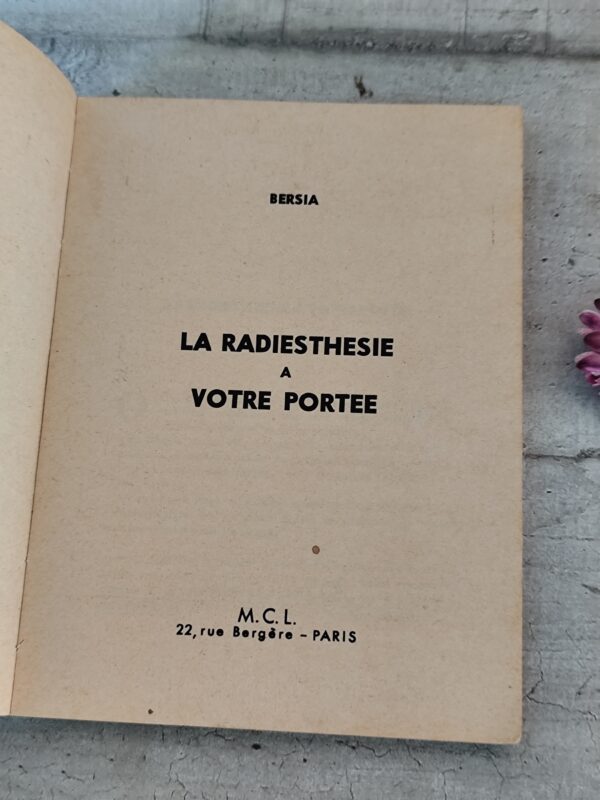 BERSIA
LA RADIESTHESIE
A
VOTRE PORTEE
M.C.L.
22, rue Bergère - PARIS